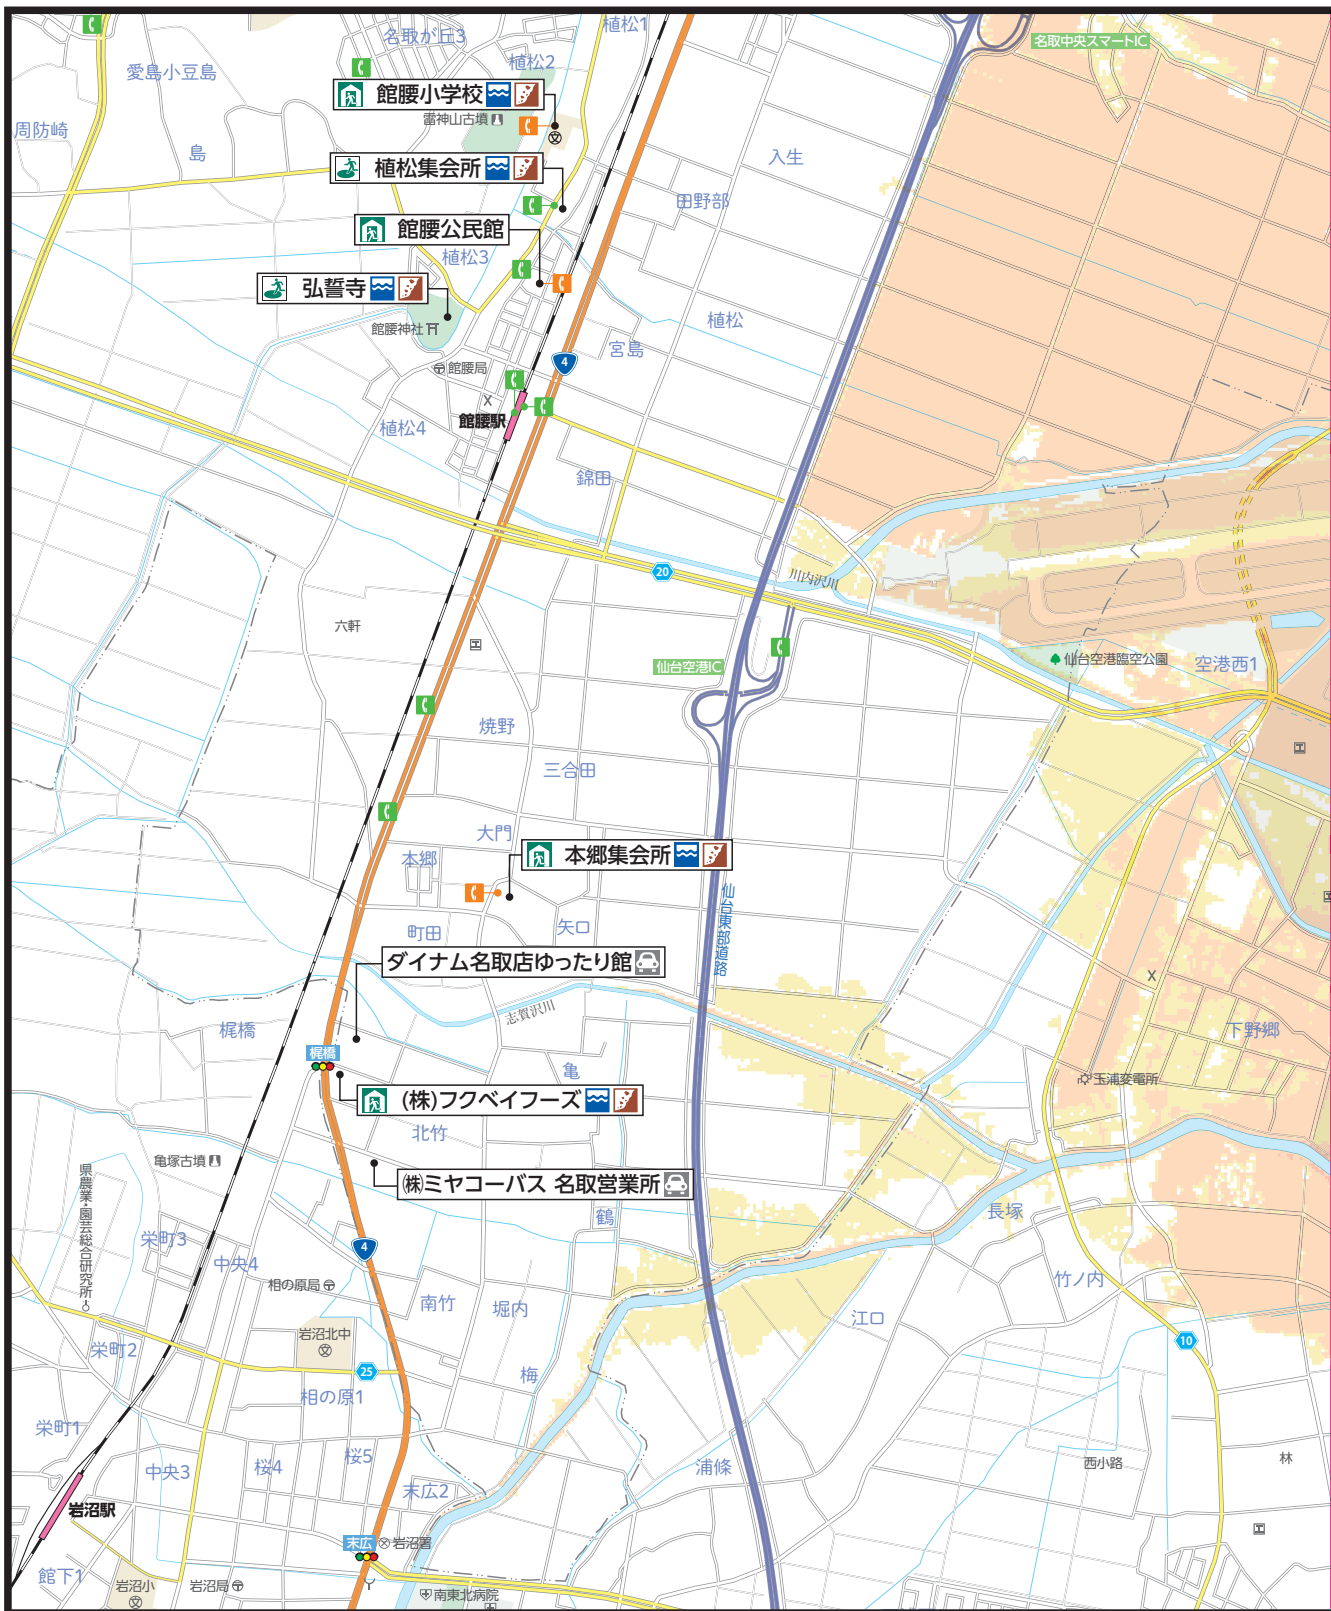 植松1
名取が丘3
名取中央スマートIC
植松2
愛島小豆島
館腰小学校
雷神山古墳
周防崎
島
入生
植松集会所
田野部
館腰公民館
植松3
弘誓寺
植松
館腰神社
宮島
4
館腰局
館腰駅
植松4
錦田
20
川内沢川
六軒
仙台空港IC
仙台空港臨空公園
空港西1
焼野
三合田
大門
本郷
本郷集会所
仙台東部道路
町田
矢口
ダイナム名取店ゆったり館
志賀沢川
梶橋
下野郷
梶橋
亀
玉浦変電所
(株)フクベイフーズ
北竹
亀塚古墳
県農業・園芸総合研究所
㈱ミヤコーバス 名取営業所
鶴
長塚
栄町3
4
中央4
相の原局
竹ノ内
南竹
堀内
江口
岩沼北中
栄町2
10
25
梅
相の原1
栄町1
桜5
桜4
中央3
浦條
西小路
林
末広2
岩沼駅
末広
岩沼署
館下1
岩沼小
岩沼局
南東北病院